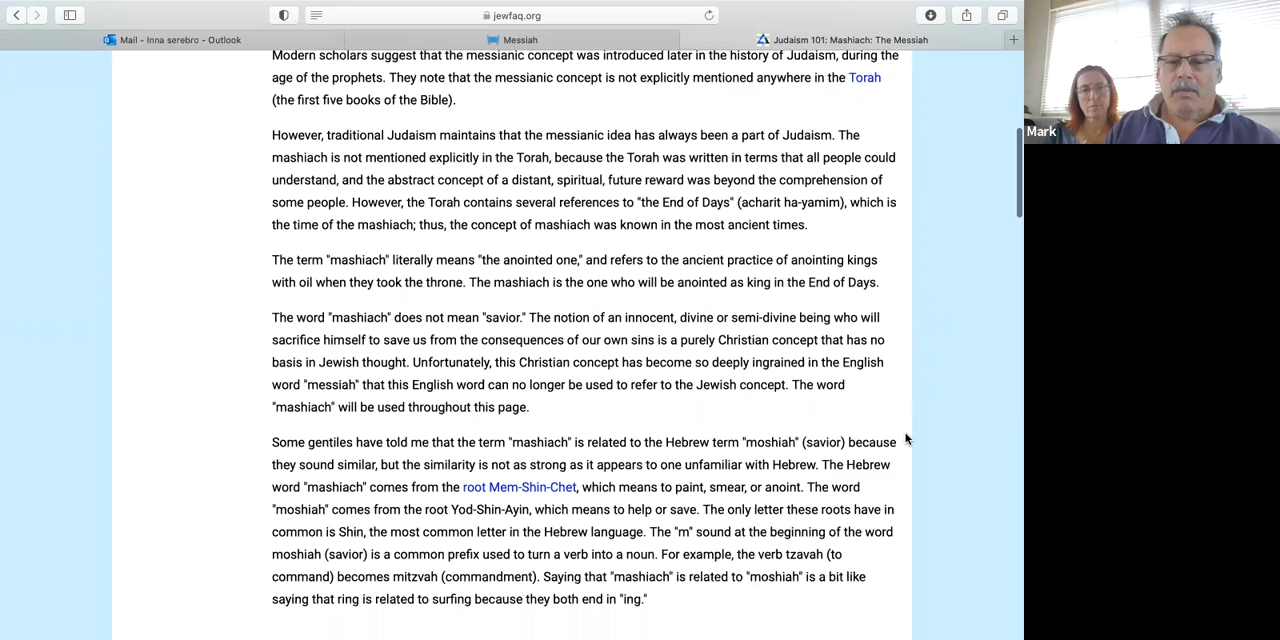 jewfaq.org
Mail - Inna serebro - Outlook
Messiah
Judaism 101: Mashiach: The Messiah
Modern scholars suggest that the messianic concept was introduced later in the history of Judaism, during the
age of the prophets. They note that the messianic concept is not explicitly mentioned anywhere in the Torah
(the first five books of the Bible).
However, traditional Judaism maintains that the messianic idea has always been a part of Judaism. The
mashiach is not mentioned explicitly in the Torah, because the Torah was written in terms that all people could
understand, and the abstract concept of a distant, spiritual, future reward was beyond the comprehension of
some people. However, the Torah contains several references to "the End of Days" (acharit ha-yamim), which is
the time of the mashiach; thus, the concept of mashiach was known in the most ancient times.
The term "mashiach" literally means "the anointed one," and refers to the ancient practice of anointing kings
with oil when they took the throne. The mashiach is the one who will be anointed as king in the End of Days.
The word "mashiach" does not mean "savior." The notion of an innocent, divine or semi-divine being who will
sacrifice himself to save us from the consequences of our own sins is a purely Christian concept that has no
basis in Jewish thought. Unfortunately, this Christian concept has become so deeply ingrained in the English
word "messiah" that this English word can no longer be used to refer to the Jewish concept. The word
"mashiach" will be used throughout this page.
Some gentiles have told me that the term "mashiach" is related to the Hebrew term "moshiah" (savior) because
they sound similar, but the similarity is not as strong as it appears to one unfamiliar with Hebrew. The Hebrew
word "mashiach" comes from the root Mem-Shin-Chet, which means to paint, smear, or anoint. The word
"moshiah" comes from the root Yod-Shin-Ayin, which means to help or save. The only letter these roots have in
common is Shin, the most common letter in the Hebrew language. The "m" sound at the beginning of the word
moshiah (savior) is a common prefix used to turn a verb into a noun. For example, the verb tzavah (to
command) becomes mitzvah (commandment). Saying that "mashiach" is related to "moshiah" is a bit like
saying that ring is related to surfing because they both end in "ing."
Mark